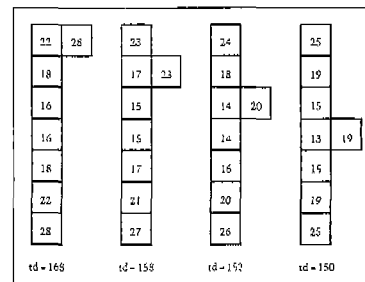 22 28 23 24 25
18 17 23 18 19
16 15 14 20 15
16 15 14 13 19
18 17 16 15
22 21 20 19
28 27 26 25
td = 168 td = 158 td = 152 td = 150